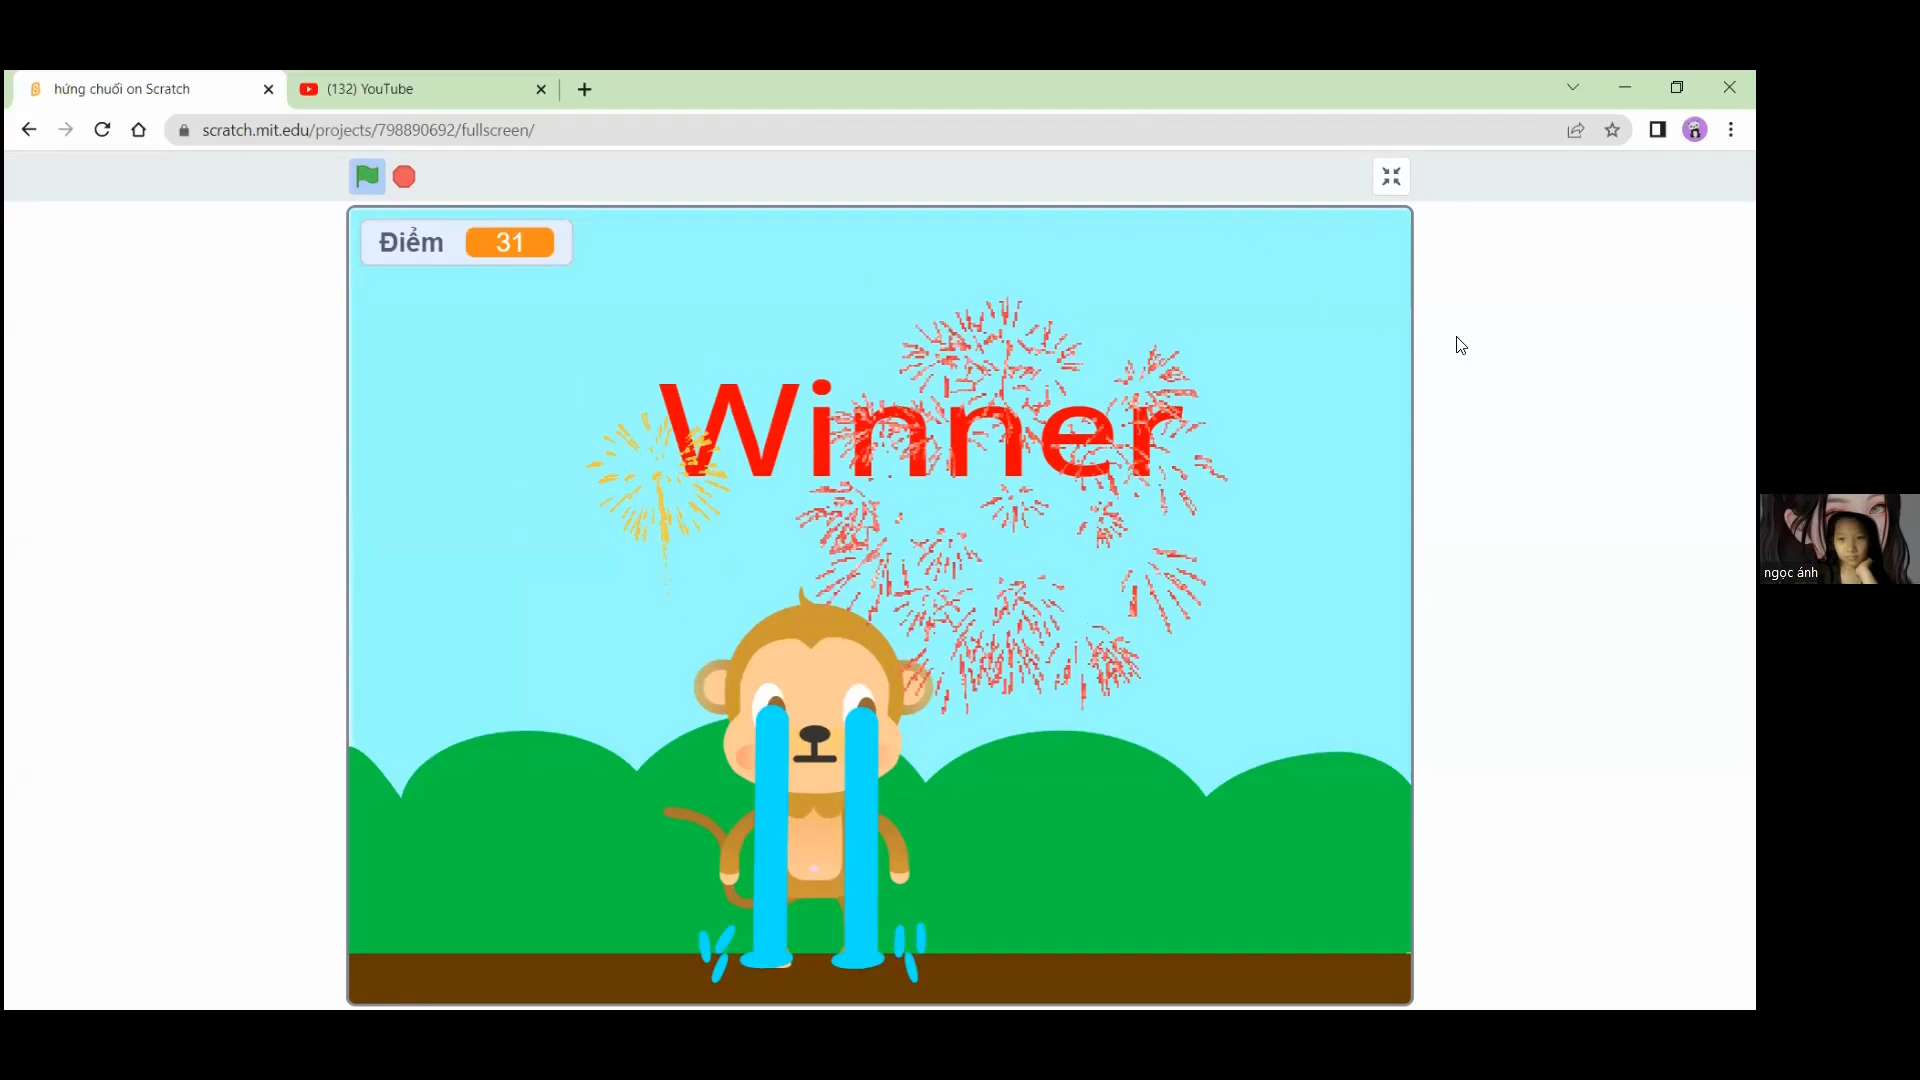 hứng chuối on Scratch
(132) YouTube
scratch.mit.edu/projects/798890692/fullscreen/
Điểm 31
Winner
ngọc ánh